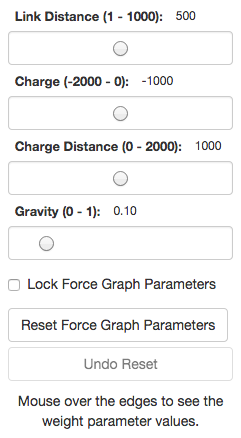 Link Distance (1 - 1000): 500
Charge (-2000 - 0): -1000
Charge Distance (0 - 2000): 1000
Gravity (0 - 1): 0.10
Lock Force Graph Parameters
Reset Force Graph Parameters
Undo Reset
Mouse over the edges to see the
weight parameter values.